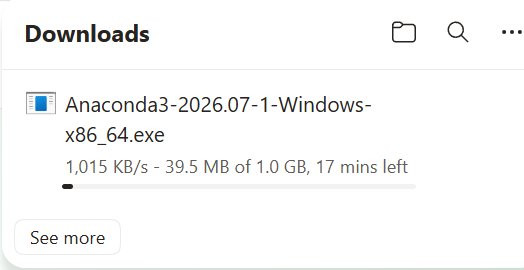 Downloads
Anaconda3-2026.07-1-Windows-
x86_64.exe
1,015 KB/s - 39.5 MB of 1.0 GB, 17 mins left
See more